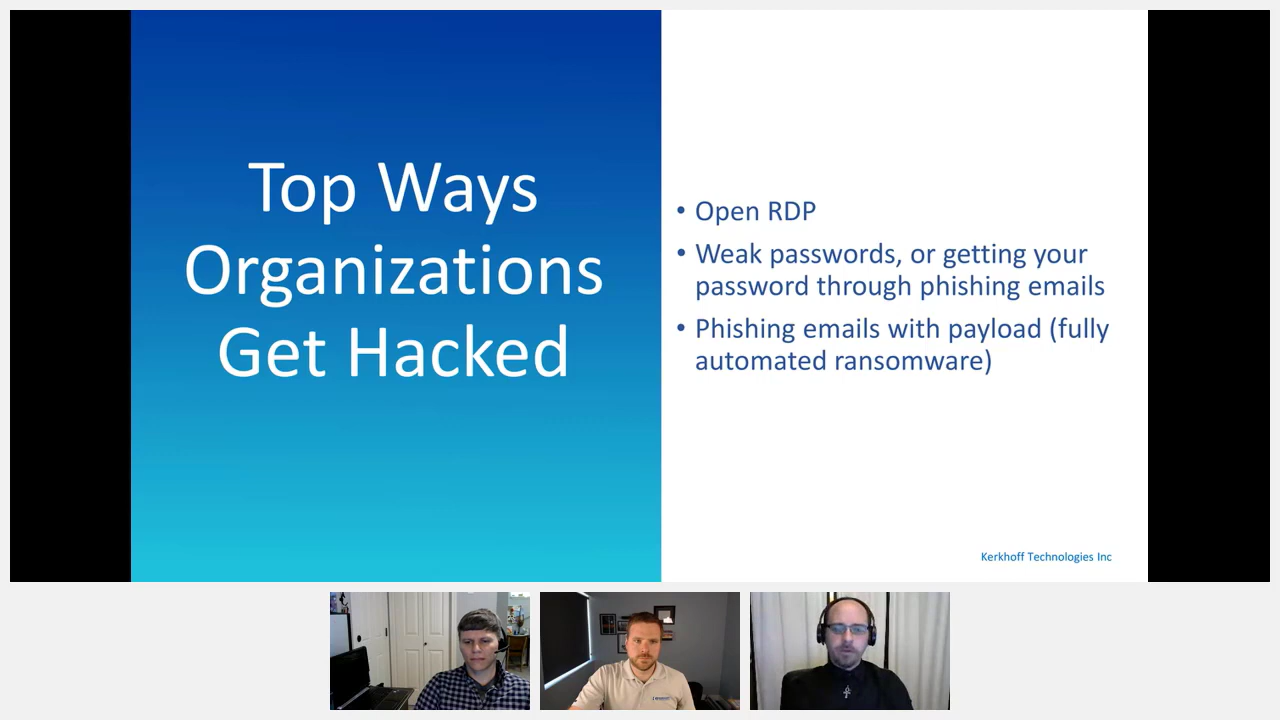 Top Ways
Organizations
Get Hacked
• Open RDP
• Weak passwords, or getting your
password through phishing emails
• Phishing emails with payload (fully
automated ransomware)
Kerkhoff Technologies Inc